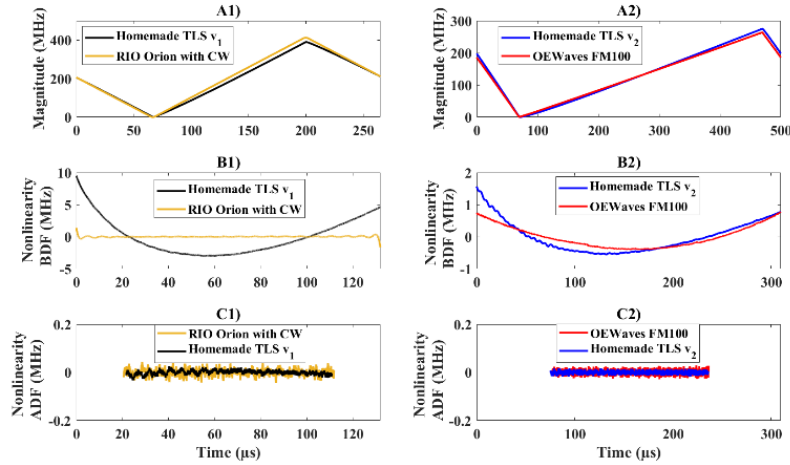 A1)
Magnitude (MHz)
400
200
0
Homemade TLS v1
RIO Orion with CW
0 50 100 150 200 250
A2)
Magnitude (MHz)
300
200
100
0
Homemade TLS v2
OEWaves FM100
0 100 200 300 400 500
B1)
Nonlinearity
BDF (MHz)
10
5
0
-5
Homemade TLS v1
RIO Orion with CW
0 20 40 60 80 100 120
B2)
Nonlinearity
BDF (MHz)
2
1
0
-1
Homemade TLS v2
OEWaves FM100
0 100 200 300
C1)
Nonlinearity
ADF (MHz)
0.2
0
-0.2
RIO Orion with CW
Homemade TLS v1
0 20 40 60 80 100 120
Time (μs)
C2)
Nonlinearity
ADF (MHz)
0.2
0
-0.2
OEWaves FM100
Homemade TLS v2
0 100 200 300
Time (μs)